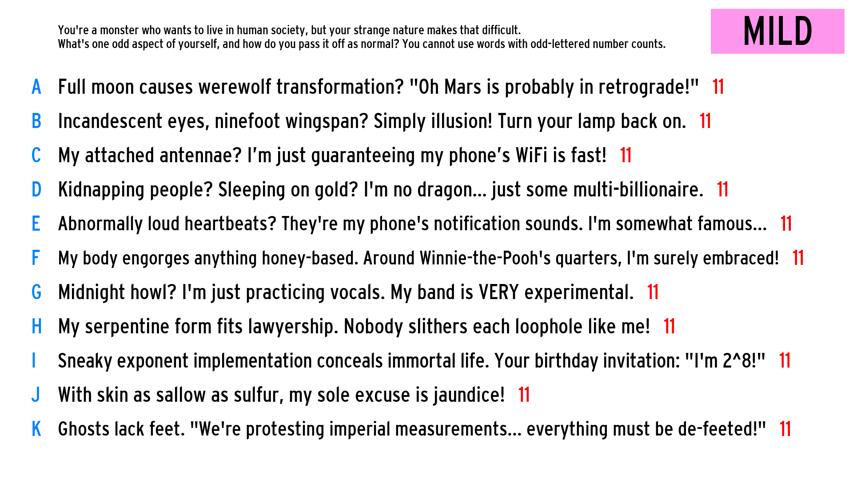 You're a monster who wants to live in human society, but your strange nature makes that difficult.
What's one odd aspect of yourself, and how do you pass it off as normal? You cannot use words with odd-lettered number counts.
MILD
A Full moon causes werewolf transformation? "Oh Mars is probably in retrograde!" 11
B Incandescent eyes, ninefoot wingspan? Simply illusion! Turn your lamp back on. 11
C My attached antennae? I'm just guaranteeing my phone's WiFi is fast! 11
D Kidnapping people? Sleeping on gold? I'm no dragon... just some multi-billionaire. 11
E Abnormally loud heartbeats? They're my phone's notification sounds. I'm somewhat famous... 11
F My body engorges anything honey-based. Around Winnie-the-Pooh's quarters, I'm surely embraced! 11
G Midnight howl? I'm just practicing vocals. My band is VERY experimental. 11
H My serpentine form fits lawyership. Nobody slithers each loophole like me! 11
I Sneaky exponent implementation conceals immortal life. Your birthday invitation: "I'm 2^8!" 11
J With skin as sallow as sulfur, my sole excuse is jaundice! 11
K Ghosts lack feet. "We're protesting imperial measurements... everything must be de-feeted!" 11